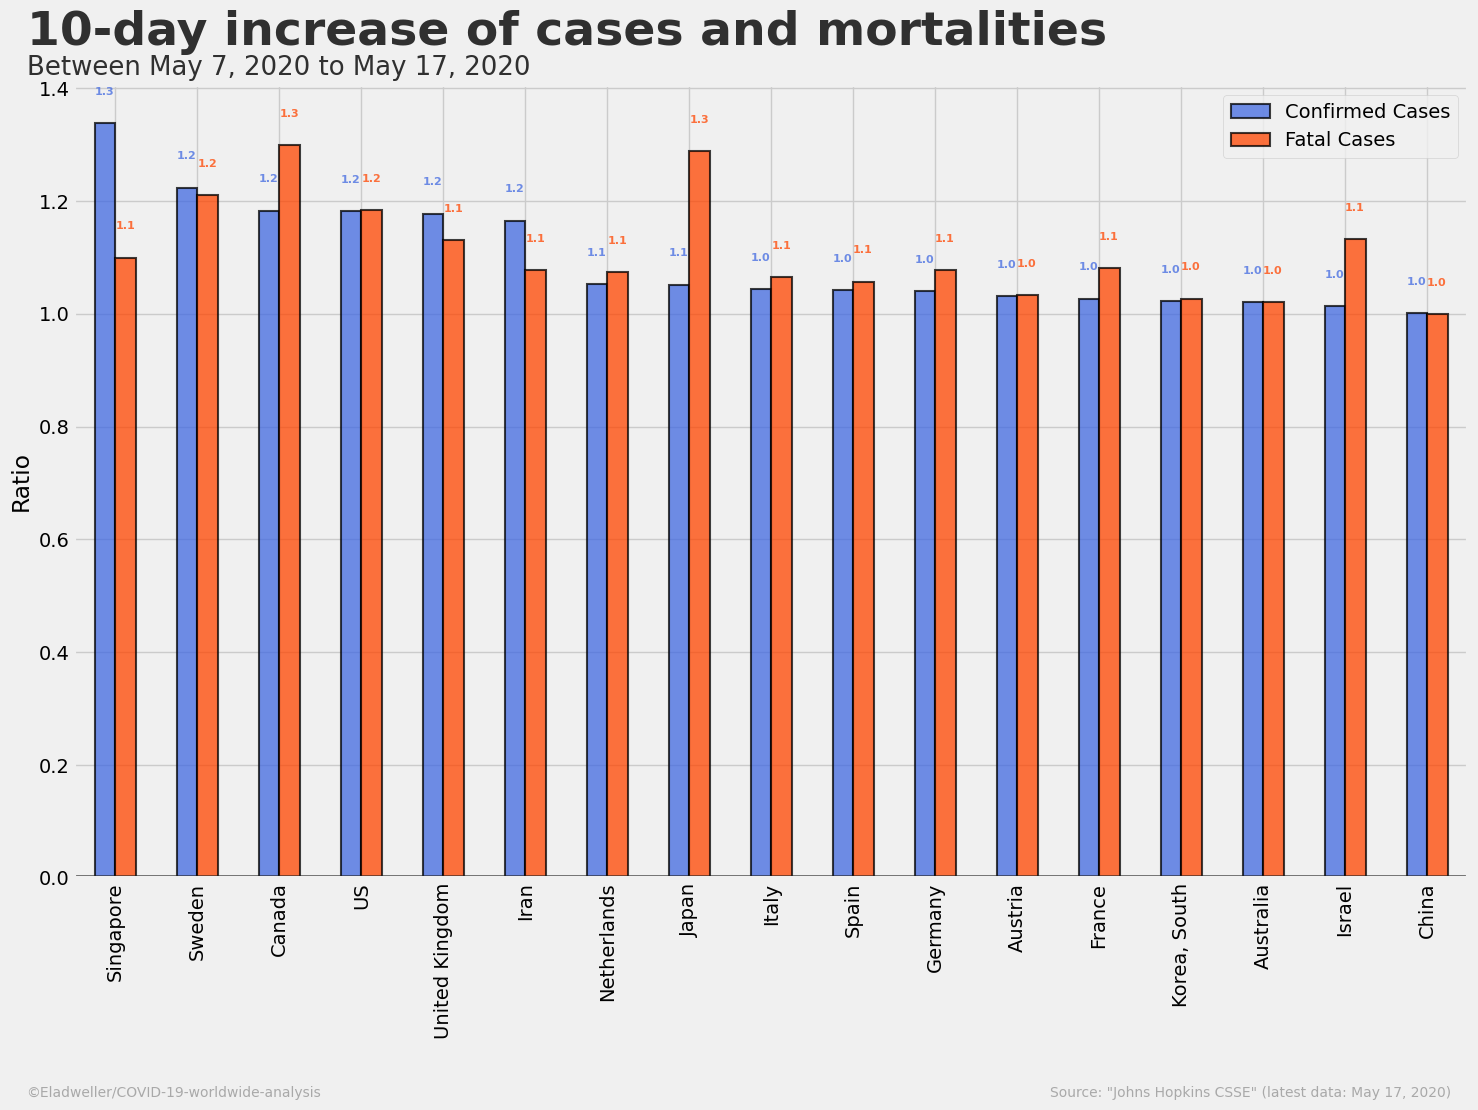 10-day increase of cases and mortalities
Between May 7, 2020 to May 17, 2020
Confirmed Cases
Fatal Cases
Ratio
1.4
1.2
1.0
0.8
0.6
0.4
0.2
0.0
1.3 1.1 1.2 1.2 1.2 1.3 1.2 1.2 1.2 1.1 1.2 1.1 1.1 1.1 1.1 1.3 1.0 1.1 1.0 1.1 1.0 1.1 1.0 1.0 1.0 1.1 1.0 1.0 1.0 1.0 1.0 1.1 1.0 1.0
Singapore
Sweden
Canada
US
United Kingdom
Iran
Netherlands
Japan
Italy
Spain
Germany
Austria
France
Korea, South
Australia
Israel
China
©Eladweller/COVID-19-worldwide-analysis
Source: "Johns Hopkins CSSE" (latest data: May 17, 2020)